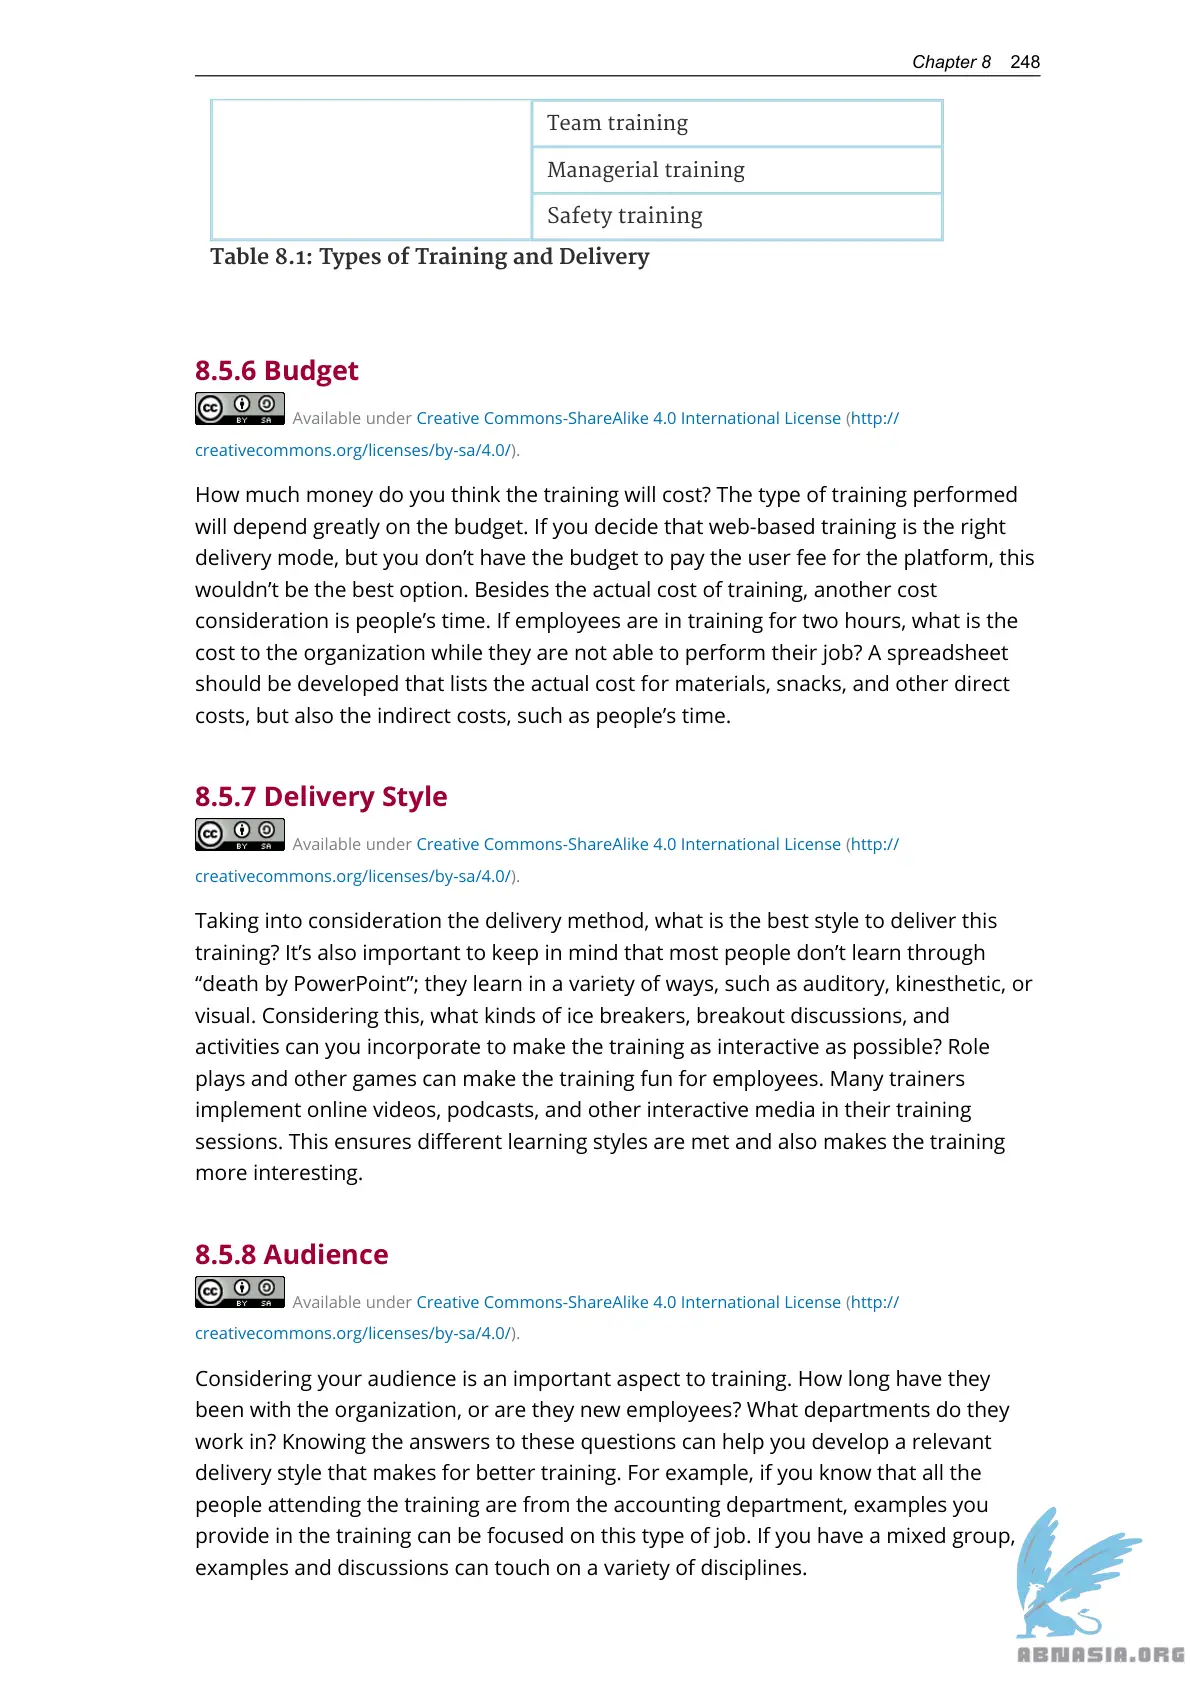 Chapter 8 248
Team training
Managerial training
Safety training
Table 8.1: Types of Training and Delivery
8.5.6 Budget
cc BY SA Available under Creative Commons-ShareAlike 4.0 International License (http://
creativecommons.org/licenses/by-sa/4.0/).
How much money do you think the training will cost? The type of training performed
will depend greatly on the budget. If you decide that web-based training is the right
delivery mode, but you don’t have the budget to pay the user fee for the platform, this
wouldn’t be the best option. Besides the actual cost of training, another cost
consideration is people’s time. If employees are in training for two hours, what is the
cost to the organization while they are not able to perform their job? A spreadsheet
should be developed that lists the actual cost for materials, snacks, and other direct
costs, but also the indirect costs, such as people’s time.
8.5.7 Delivery Style
cc BY SA Available under Creative Commons-ShareAlike 4.0 International License (http://
creativecommons.org/licenses/by-sa/4.0/).
Taking into consideration the delivery method, what is the best style to deliver this
training? It’s also important to keep in mind that most people don’t learn through
“death by PowerPoint”; they learn in a variety of ways, such as auditory, kinesthetic, or
visual. Considering this, what kinds of ice breakers, breakout discussions, and
activities can you incorporate to make the training as interactive as possible? Role
plays and other games can make the training fun for employees. Many trainers
implement online videos, podcasts, and other interactive media in their training
sessions. This ensures different learning styles are met and also makes the training
more interesting.
8.5.8 Audience
cc BY SA Available under Creative Commons-ShareAlike 4.0 International License (http://
creativecommons.org/licenses/by-sa/4.0/).
Considering your audience is an important aspect to training. How long have they
been with the organization, or are they new employees? What departments do they
work in? Knowing the answers to these questions can help you develop a relevant
delivery style that makes for better training. For example, if you know that all the
people attending the training are from the accounting department, examples you
provide in the training can be focused on this type of job. If you have a mixed group,
examples and discussions can touch on a variety of disciplines.
ABNASIA.ORG